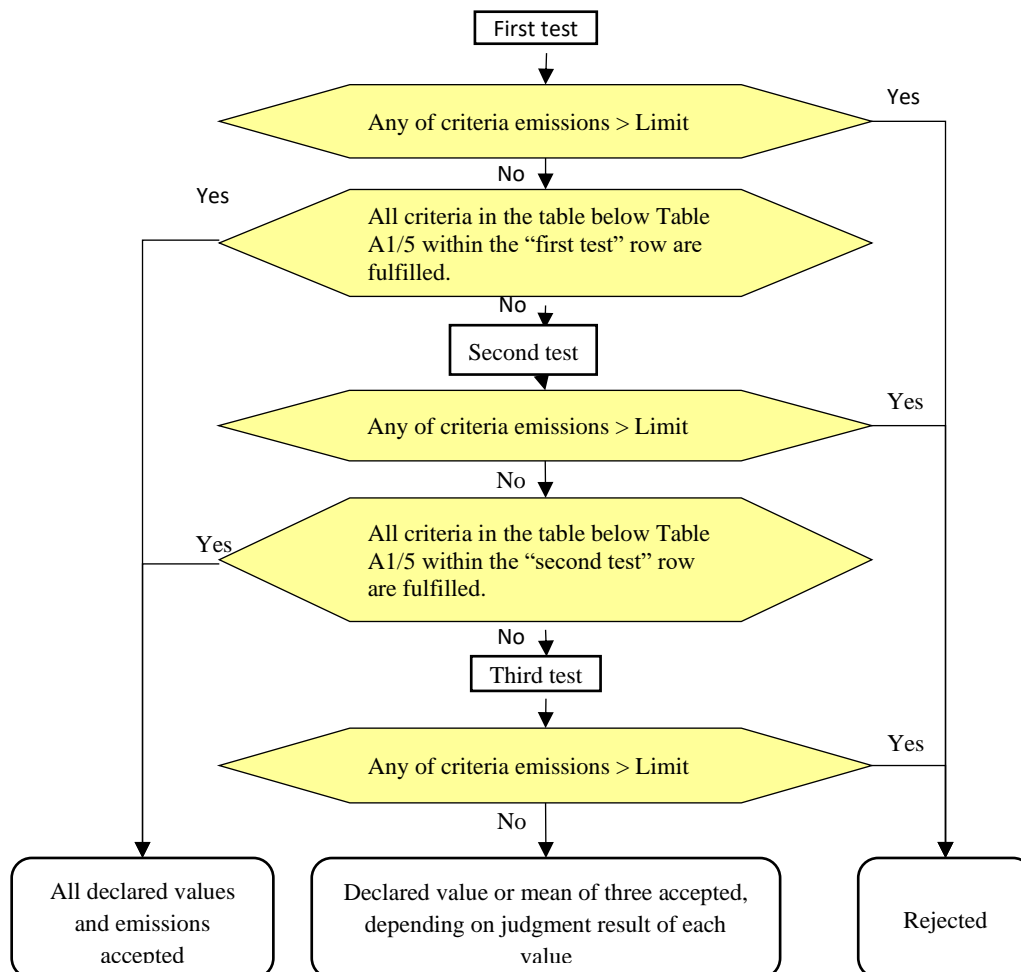 First test
Yes
Any of criteria emissions > Limit
No
Yes
All criteria in the table below Table
A1/5 within the “first test” row are
fulfilled.
No
Second test
Yes
Any of criteria emissions > Limit
No
All criteria in the table below Table
Yes
A1/5 within the “second test” row
are fulfilled.
No
Third test
Yes
Any of criteria emissions > Limit
No
All declared values
and emissions
accepted
Declared value or mean of three accepted,
depending on judgment result of each
value
Rejected